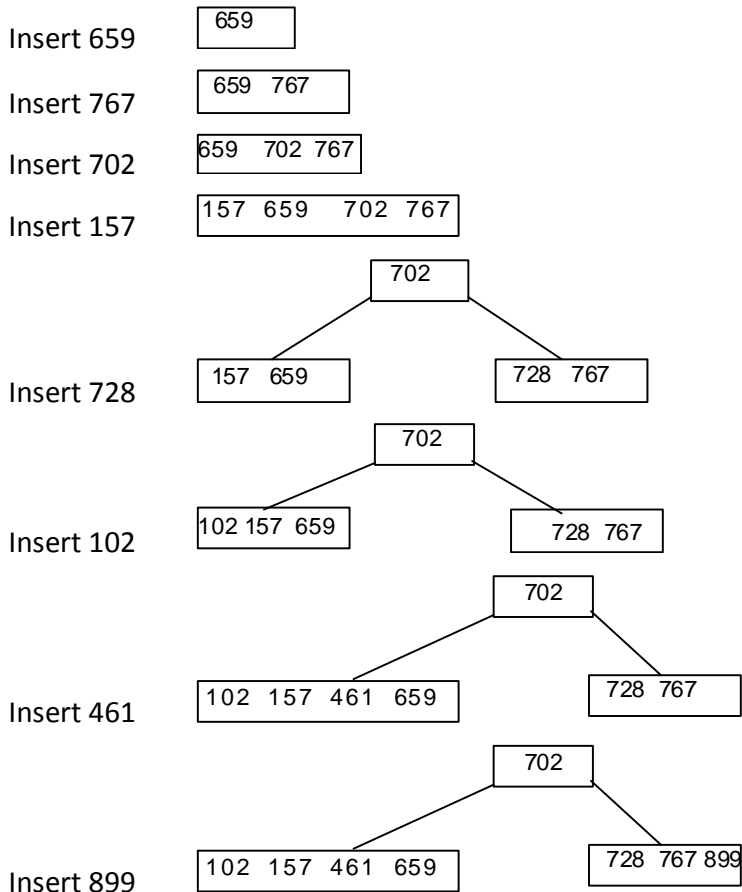 Insert 659
659
Insert 767
659 767
Insert 702
659 702 767
Insert 157
157 659 702 767
702
Insert 728
157 659
728 767
702
Insert 102
102 157 659
728 767
702
Insert 461
102 157 461 659
728 767
702
Insert 899
102 157 461 659
728 767 899